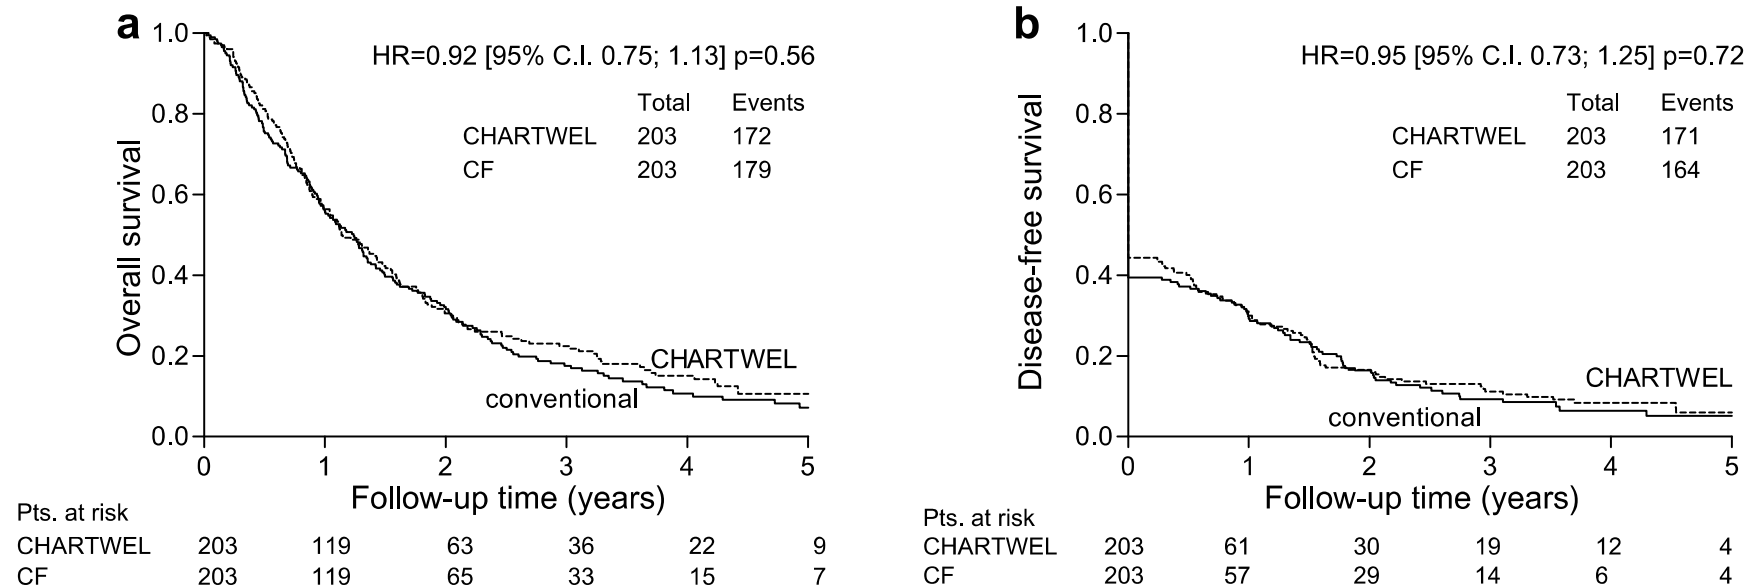 a
HR=0.92 [95% C.I. 0.75; 1.13] p=0.56
Total Events
CHARTWEL 203 172
CF 203 179
Overall survival
1.0
0.8
0.6
0.4
0.2
0.0
CHARTWEL
conventional
0 1 2 3 4 5
Follow-up time (years)
Pts. at risk
CHARTWEL 203 119 63 36 22 9
CF 203 119 65 33 15 7
b
HR=0.95 [95% C.I. 0.73; 1.25] p=0.72
Total Events
CHARTWEL 203 171
CF 203 164
Disease-free survival
1.0
0.8
0.6
0.4
0.2
0.0
CHARTWEL
conventional
0 1 2 3 4 5
Follow-up time (years)
Pts. at risk
CHARTWEL 203 61 30 19 12 4
CF 203 57 29 14 6 4